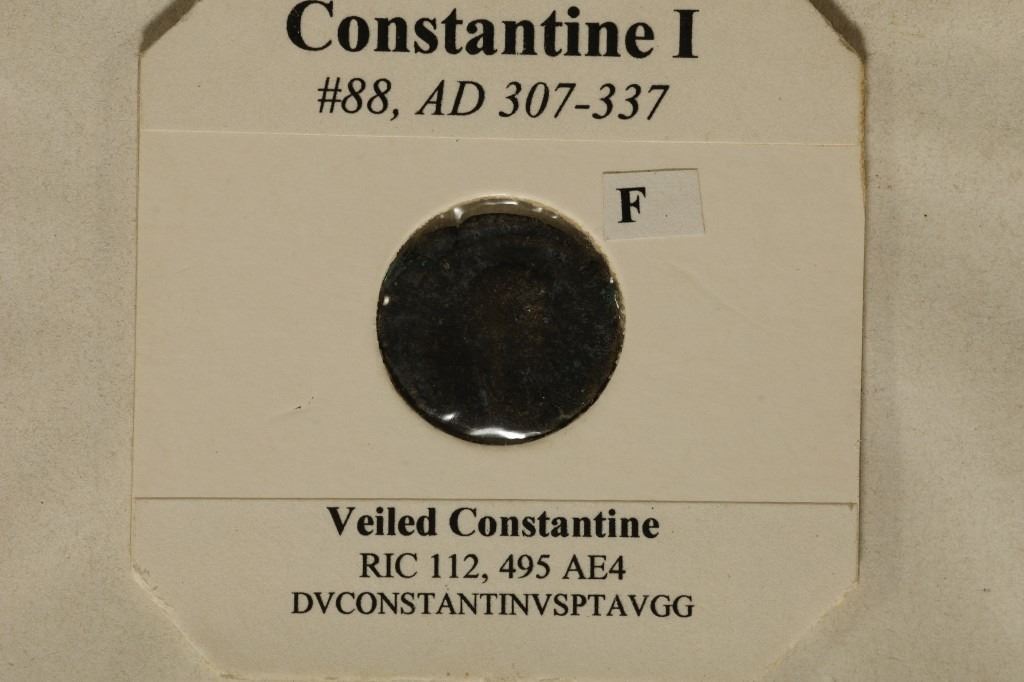 Constantine I
#88, AD 307-337
F
Veiled Constantine
RIC 112, 495 AE4
DVCONSTANTINVSPTAVGG